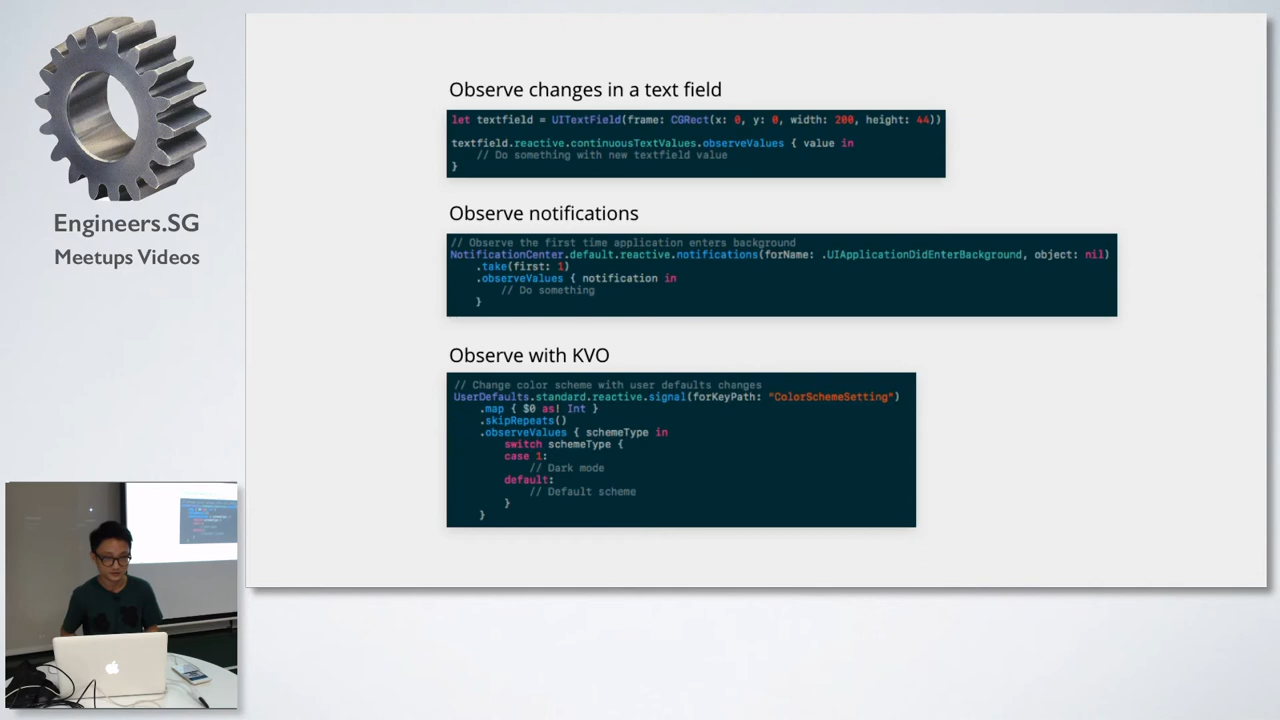 Engineers.SG
Meetups Videos
Observe changes in a text field
let textfield = UITextField(frame: CGRect(x: 0, y: 0, width: 200, height: 44))
textfield.reactive.continuousTextValues.observeValues { value in
// Do something with new textfield value
}
Observe notifications
// Observe the first time application enters background
NotificationCenter.default.reactive.notifications(forName: .UIApplicationDidEnterBackground, object: nil)
.take(first: 1)
.observeValues { notification in
// Do something
}
Observe with KVO
// Change color scheme with user defaults changes
UserDefaults.standard.reactive.signal(forKeyPath: "ColorSchemeSetting")
.map { $0 as! Int }
.skipRepeats()
.observeValues { schemeType in
switch schemeType {
case 1:
// Dark mode
default:
// Default scheme
}
}